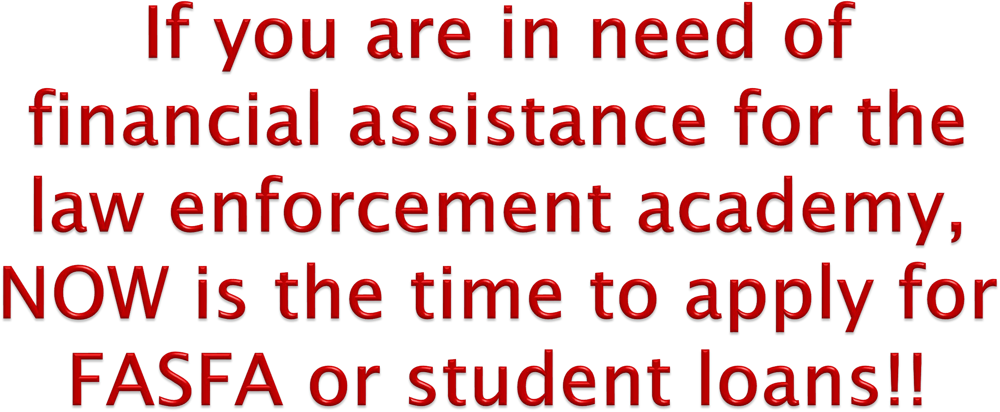 If you are in need of
financial assistance for the
law enforcement academy,
NOW is the time to apply for
FASFA or student loans!!